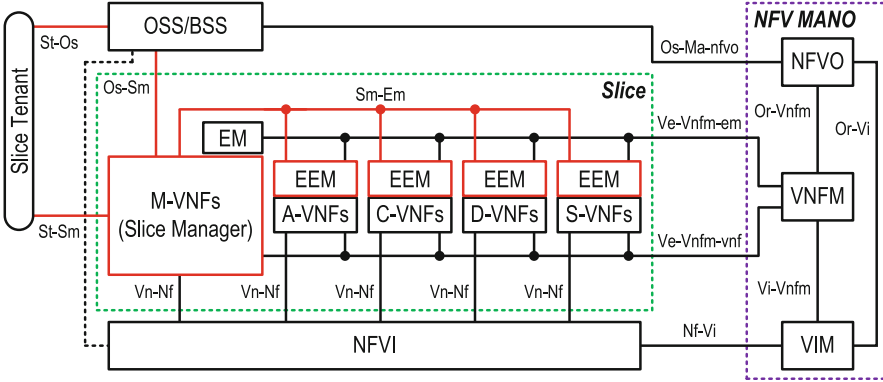 OSS/BSS
NFV MANO
St-Os
Os-Ma-nfvo
NFVO
Slice Tenant
Os-Sm
Slice
Sm-Em
Or-Vnfm
Or-Vi
EM
Ve-Vnfm-em
M-VNFs
(Slice Manager)
EEM
EEM
EEM
EEM
VNFM
A-VNFs
C-VNFs
D-VNFs
S-VNFs
St-Sm
Ve-Vnfm-vnf
Vn-Nf
Vn-Nf
Vn-Nf
Vn-Nf
Vn-Nf
Vi-Vnfm
NFVI
Nf-Vi
VIM